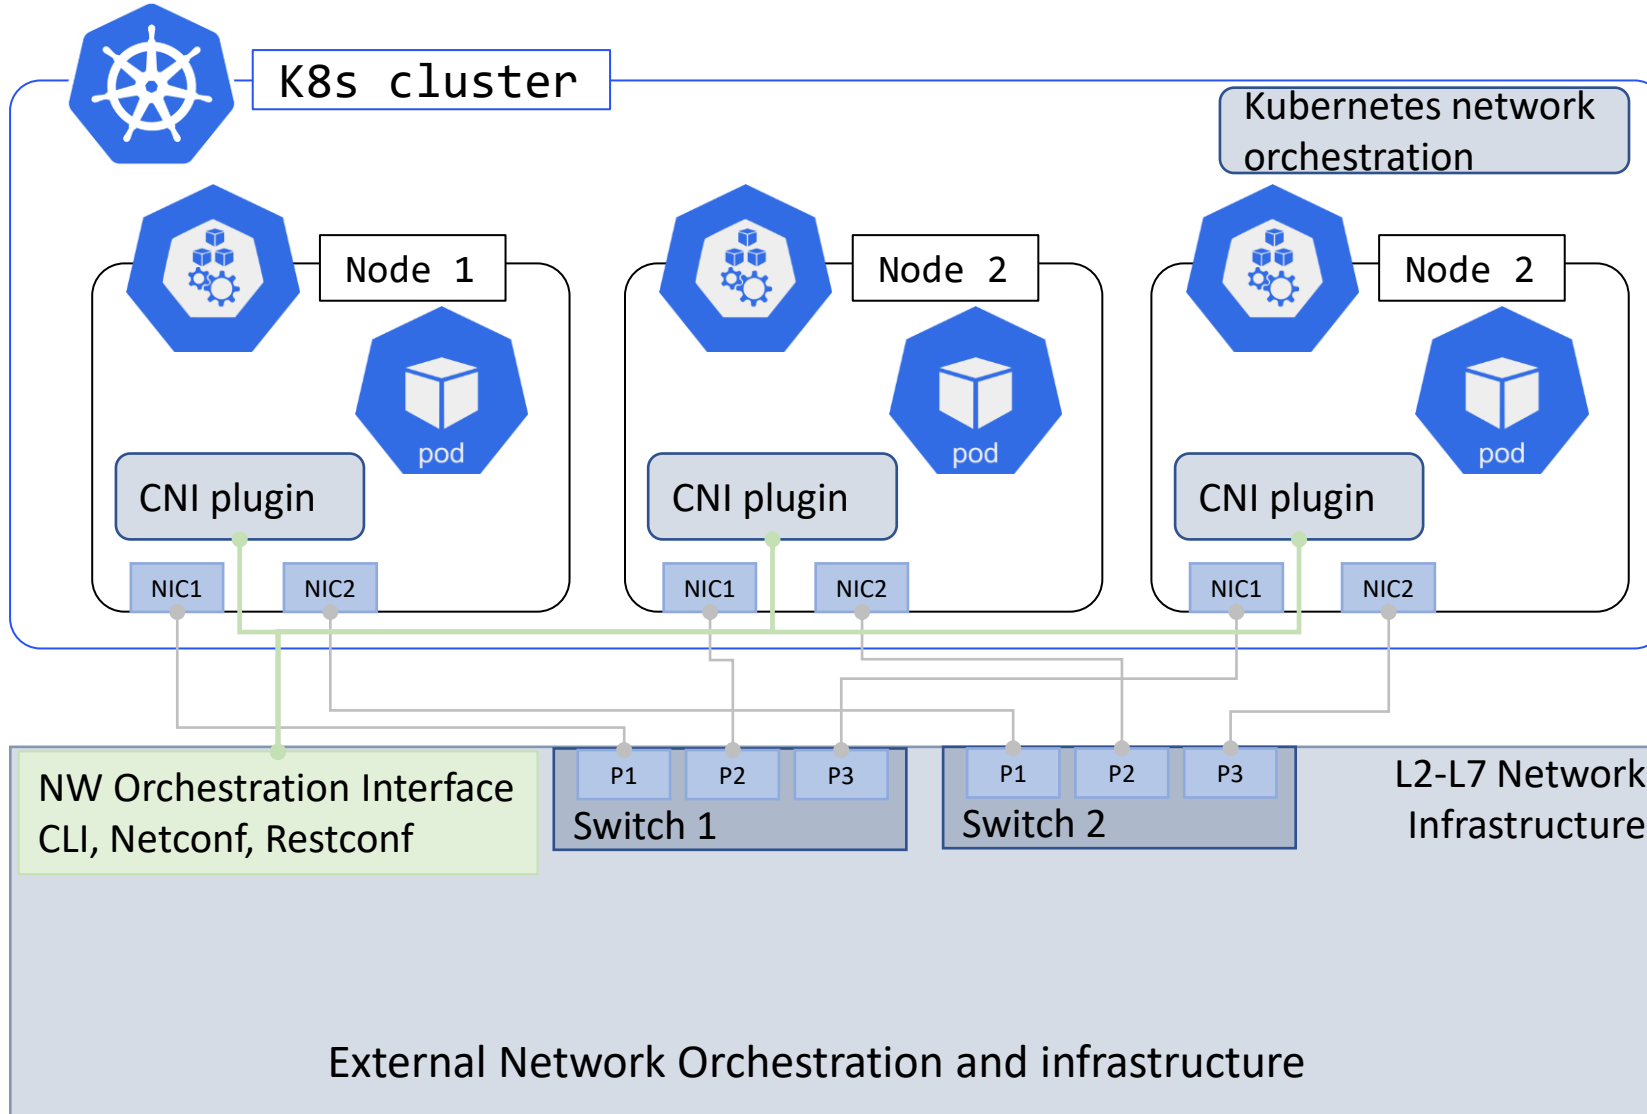 K8s cluster
Kubernetes network
orchestration
Node 1
Node 2
Node 2
pod
pod
pod
CNI plugin
CNI plugin
CNI plugin
NIC1
NIC2
NIC1
NIC2
NIC1
NIC2
NW Orchestration Interface
CLI, Netconf, Restconf
P1
P2
P3
Switch 1
P1
P2
P3
Switch 2
L2-L7 Network
Infrastructure
External Network Orchestration and infrastructure